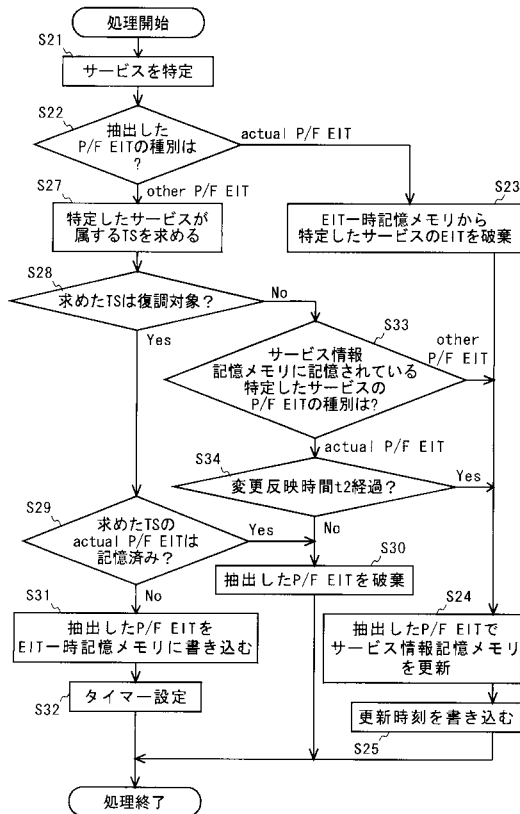 処理開始
S21
サービスを特定
S22
抽出した
P/F EITの種別は
?
actual P/F EIT
other P/F EIT
S27
特定したサービスが
属するTSを求める
S23
EIT一時記憶メモリから
特定したサービスのEITを破棄
S28
求めたTSは復調対象?
No
Yes
S33
サービス情報
記憶メモリに記憶されている
特定したサービスの
P/F EITの種別は?
other
P/F EIT
actual P/F EIT
S34
変更反映時間t2経過?
Yes
No
S29
求めたTSの
actual P/F EITは
記憶済み?
Yes
No
S30
抽出したP/F EITを破棄
S31
抽出したP/F EITを
EIT一時記憶メモリに書き込む
S24
抽出したP/F EITで
サービス情報記憶メモリ
を更新
S32
タイマー設定
更新時刻を書き込む
S25
処理終了